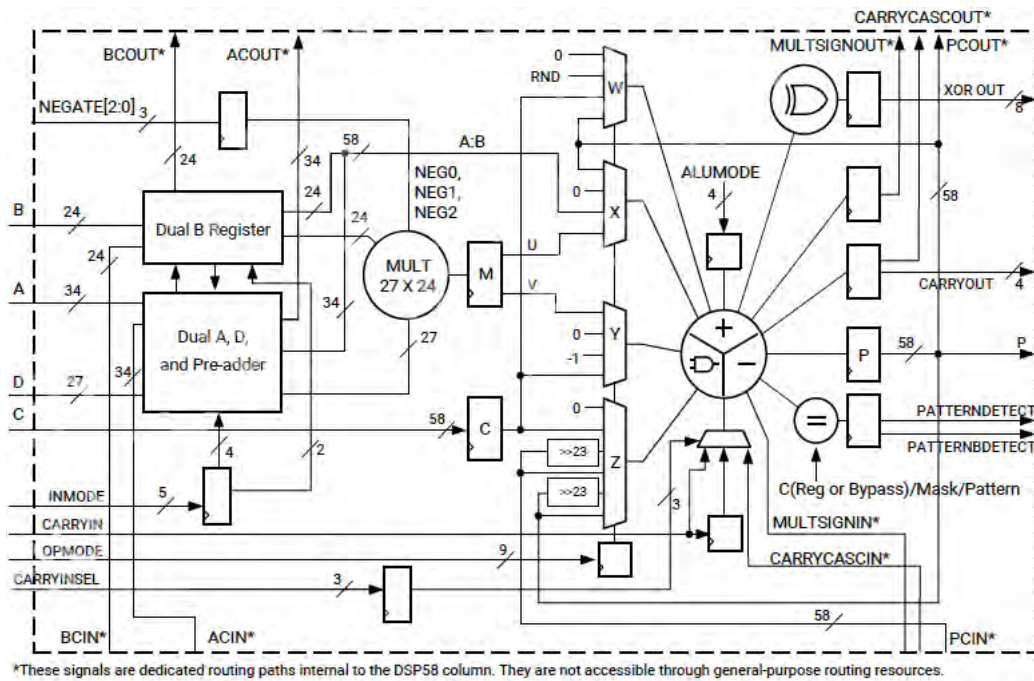 CARRYCASCOUT*
BCOUT* ACOUT* MULTSIGNOUT* PCOUT*
0
RND
W
XOR OUT
8
NEGATE[2:0] 3
24 34 58 A:B
NEG0,
NEG1,
NEG2
0
X
ALUMODE
4
58
B 24
Dual B Register
24
24
24
MULT
27 X 24
M
U
V
CARRYOUT
4
A 34
34
27
Dual A, D,
and Pre-adder
34
Y
0
-1
+
−
P
58
P
D 27
C
58
C
0
Z
>>23
>>23
=
PATTERNDETECT
PATTERNBDETECT
4
2
3
C(Reg or Bypass)/Mask/Pattern
INMODE 5
CARRYIN
MULTSIGNIN*
OPMODE 9
CARRYCASCIN*
CARRYINSEL 3
58
BCIN* ACIN* PCIN*
*These signals are dedicated routing paths internal to the DSP58 column. They are not accessible through general-purpose routing resources.